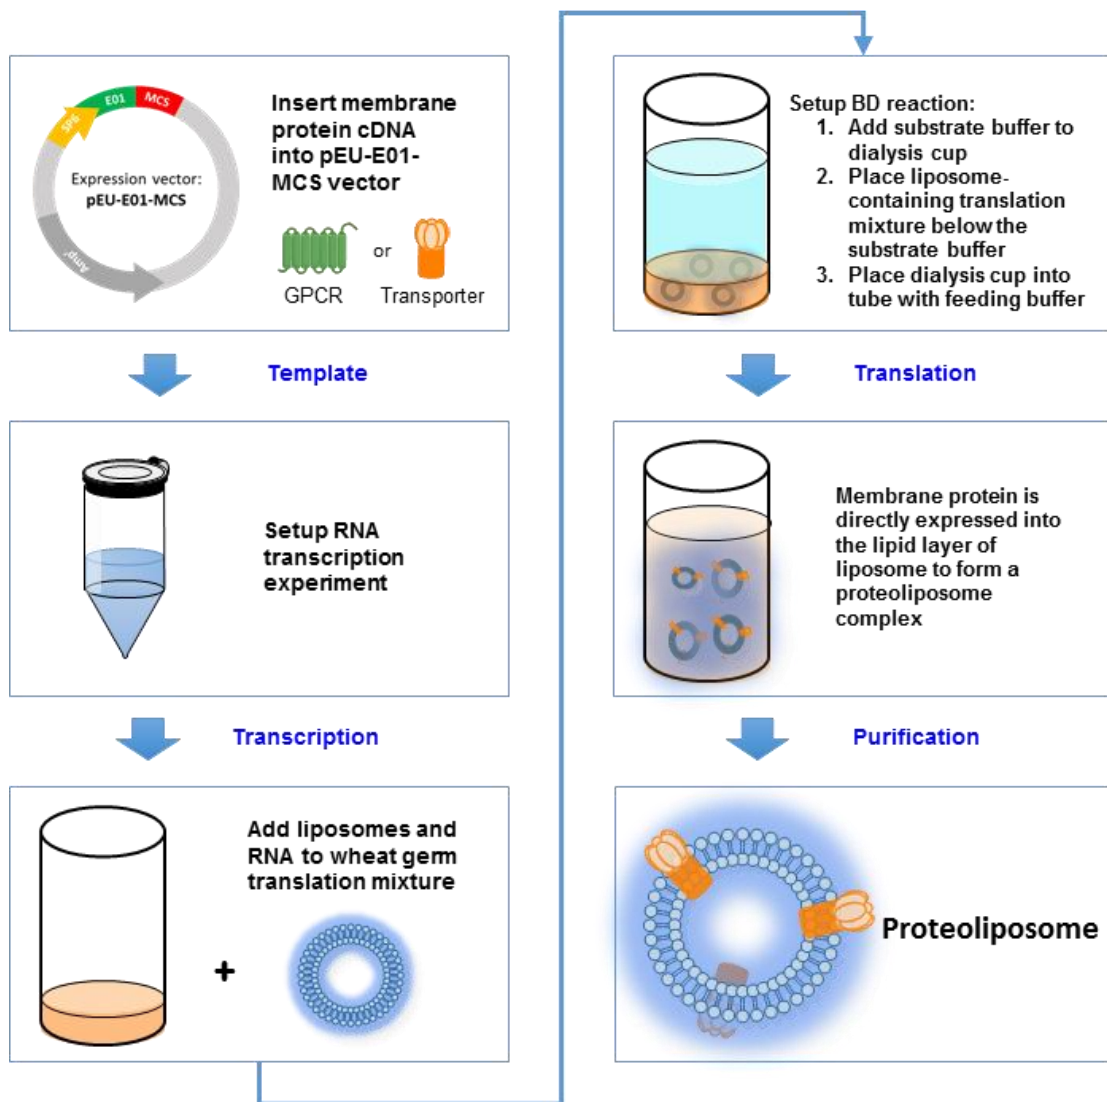 SP6
E01
MCS
Expression vector:
pEU-E01-MCS
Ampʳ
Insert membrane
protein cDNA
into pEU-E01-
MCS vector
or
GPCR
Transporter
Template
Setup RNA
transcription
experiment
Transcription
Add liposomes and
RNA to wheat germ
translation mixture
+
Setup BD reaction:
1. Add substrate buffer to
dialysis cup
2. Place liposome-
containing translation
mixture below the
substrate buffer
3. Place dialysis cup into
tube with feeding buffer
Translation
Membrane protein is
directly expressed into
the lipid layer of
liposome to form a
proteoliposome
complex
Purification
Proteoliposome